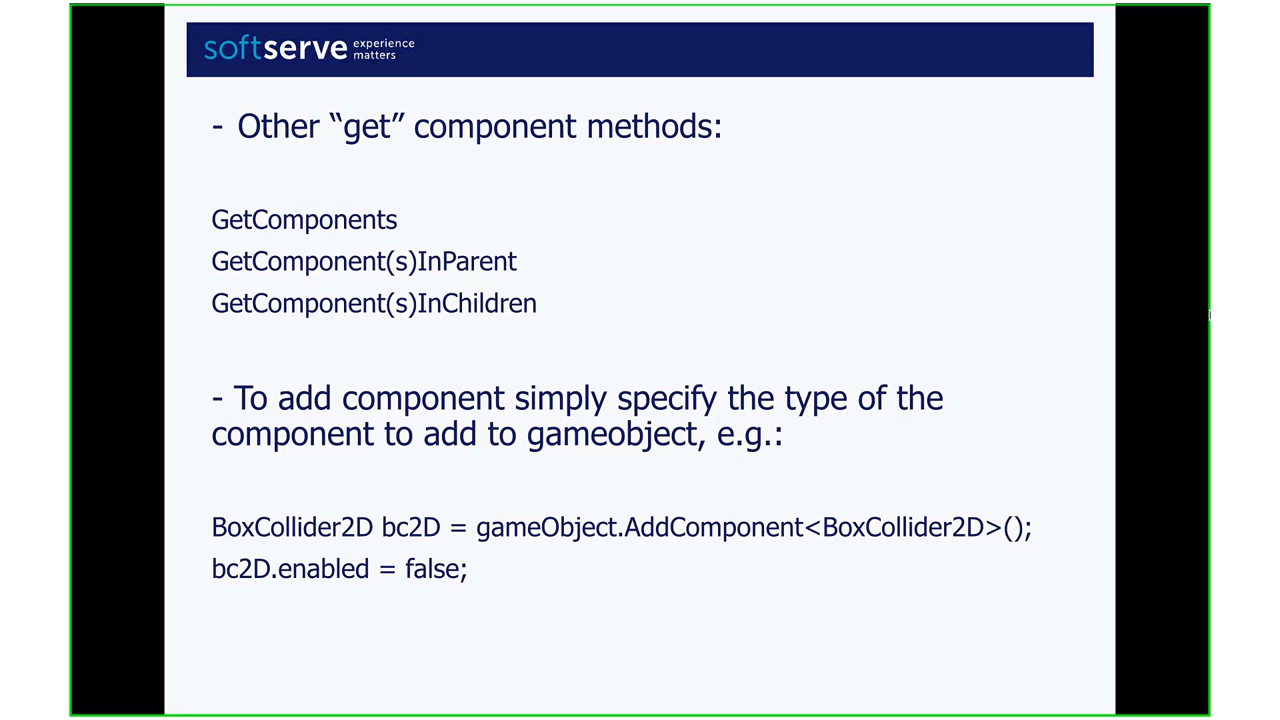 softserve experience matters
- Other “get” component methods:
GetComponents
GetComponent(s)InParent
GetComponent(s)InChildren
- To add component simply specify the type of the
component to add to gameobject, e.g.:
BoxCollider2D bc2D = gameObject.AddComponent<BoxCollider2D>();
bc2D.enabled = false;